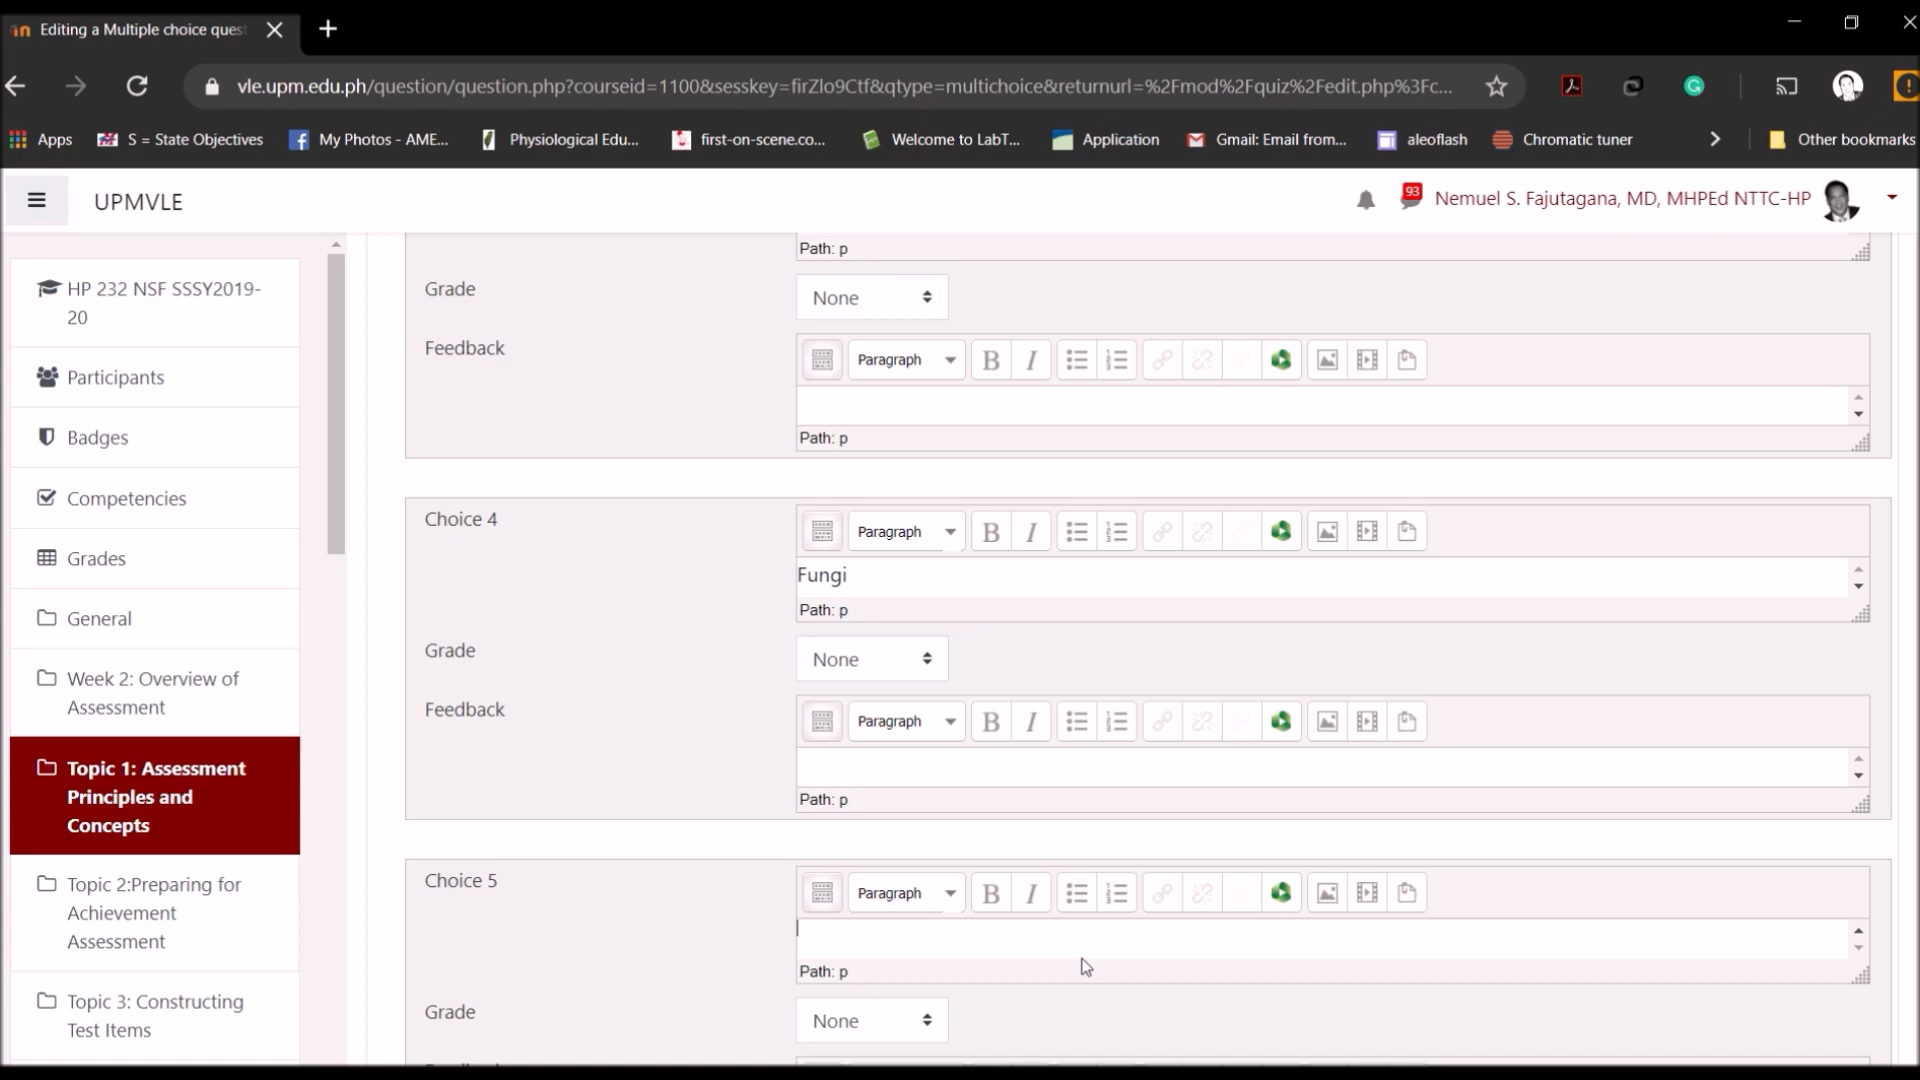 Editing a Multiple choice ques
vle.upm.edu.ph/question/question.php?courseid=1100&sesskey=firZlo9Ctf&qtype=multichoice&returnurl=%2Fmod%2Fquiz%2Fedit.php%3Fc...
Apps S = State Objectives My Photos - AME... Physiological Edu... first-on-scene.co... Welcome to LabT... Application Gmail: Email from... aleoflash Chromatic tuner Other bookmarks
UPMVLE
93
Nemuel S. Fajutagana, MD, MHPEd NTTC-HP
HP 232 NSF SSSY2019-
20
Participants
Badges
Competencies
Grades
General
Week 2: Overview of
Assessment
Topic 1: Assessment
Principles and
Concepts
Topic 2:Preparing for
Achievement
Assessment
Topic 3: Constructing
Test Items
Path: p
Grade
None
Feedback
Paragraph B I
Path: p
Choice 4
Paragraph B I
Fungi
Path: p
Grade
None
Feedback
Paragraph B I
Path: p
Choice 5
Paragraph B I
Path: p
Grade
None